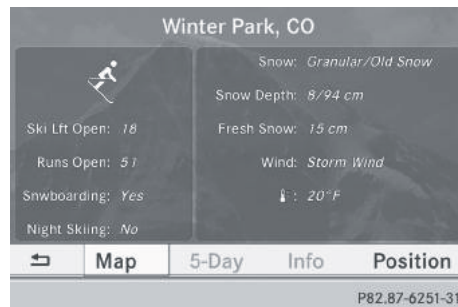 Winter Park, CO
Ski Lft Open: 18
Runs Open: 51
Snwboarding: Yes
Night Skiing: No
Snow: Granular/Old Snow
Snow Depth: 8/94 cm
Fresh Snow: 15 cm
Wind: Storm Wind
: 20°F
Map 5-Day Info Position
P82.87-6251-31